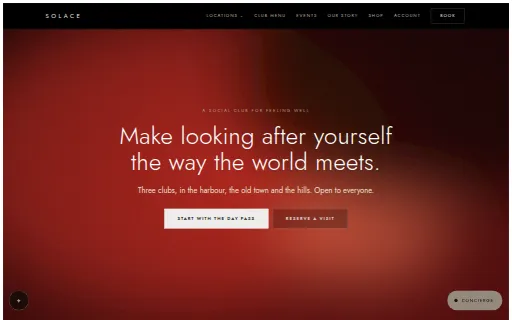 SOLACE
LOCATIONS
CLUB MENU
EVENTS
OUR STORY
SHOP
ACCOUNT
BOOK
A SOCIAL CLUB FOR FEELING WELL
Make looking after yourself
the way the world meets.
Three clubs, in the harbour, the old town and the hills. Open to everyone.
START WITH THE DAY PASS
RESERVE A VISIT
CONCIERGE